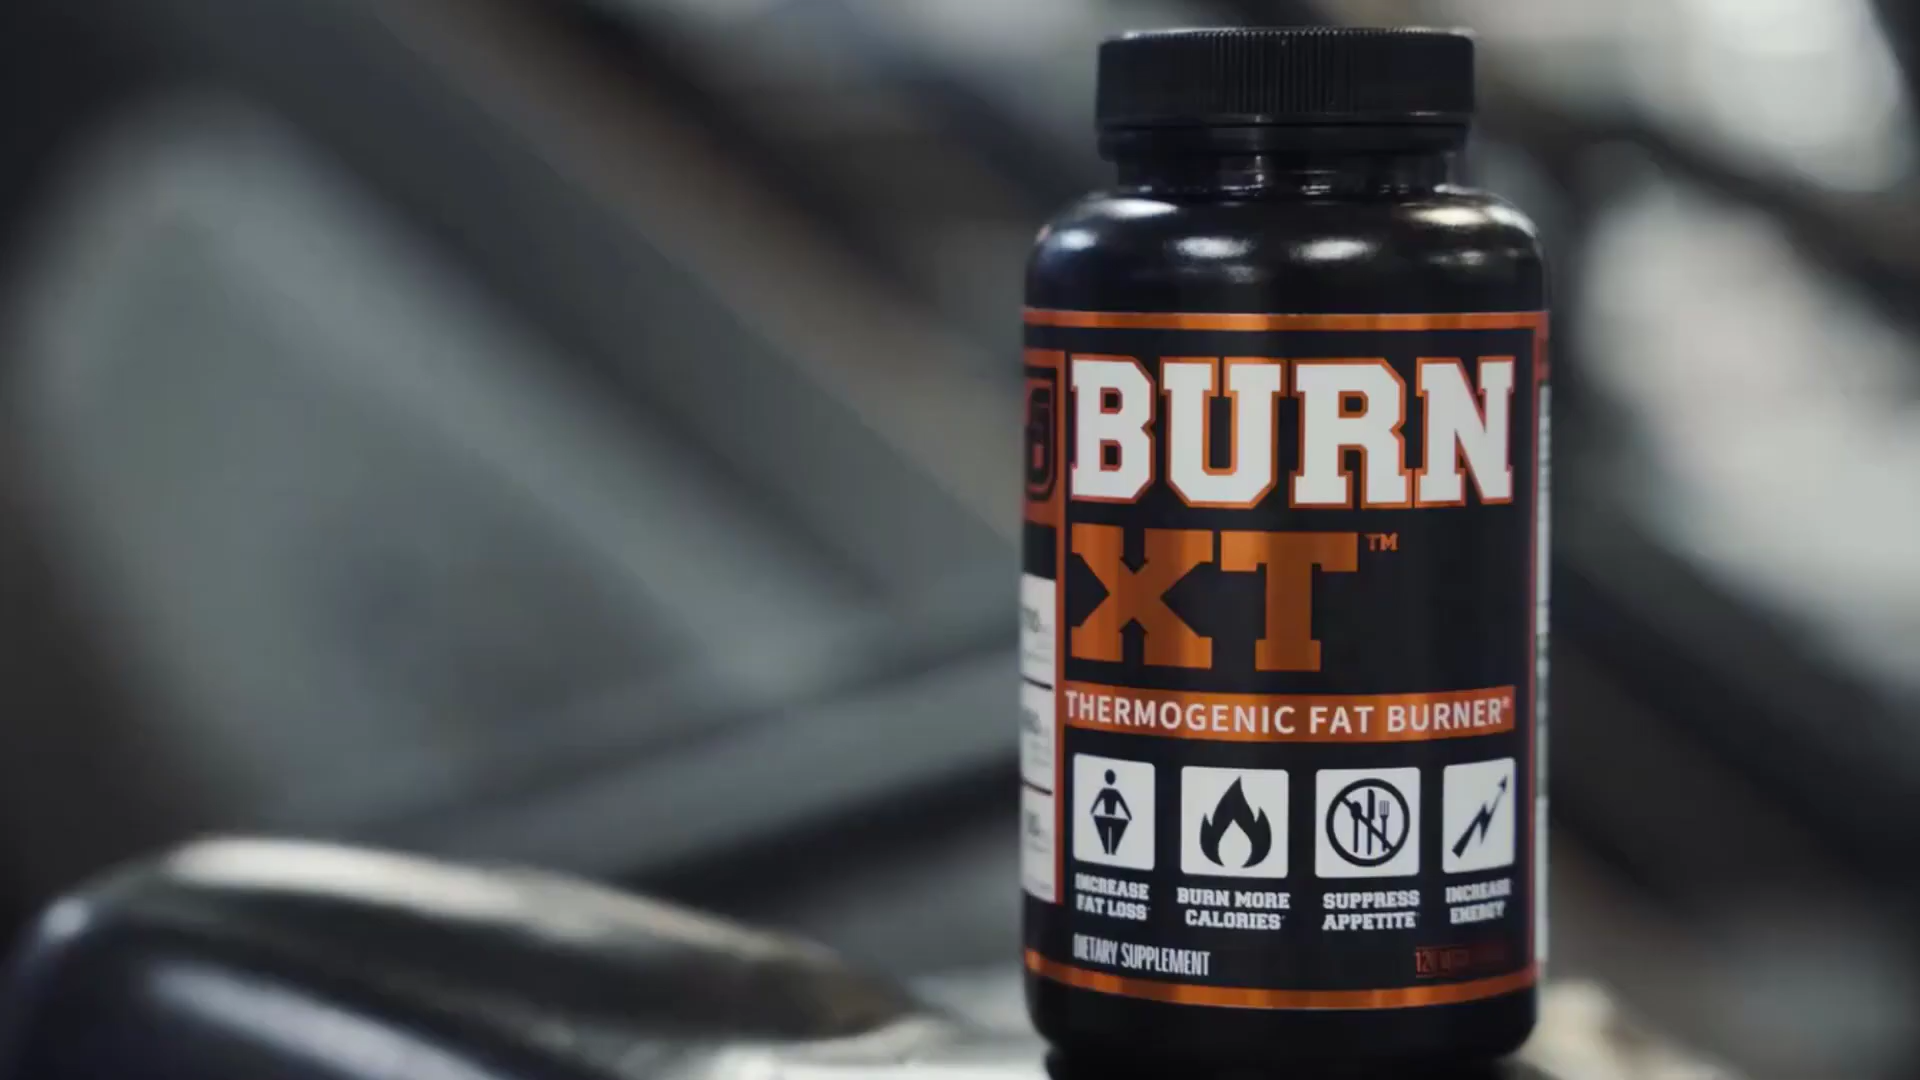 BURN
XT™
THERMOGENIC FAT BURNER*
INCREASE
FAT LOSS*
BURN MORE
CALORIES*
SUPPRESS
APPETITE*
INCREASE
ENERGY*
DIETARY SUPPLEMENT